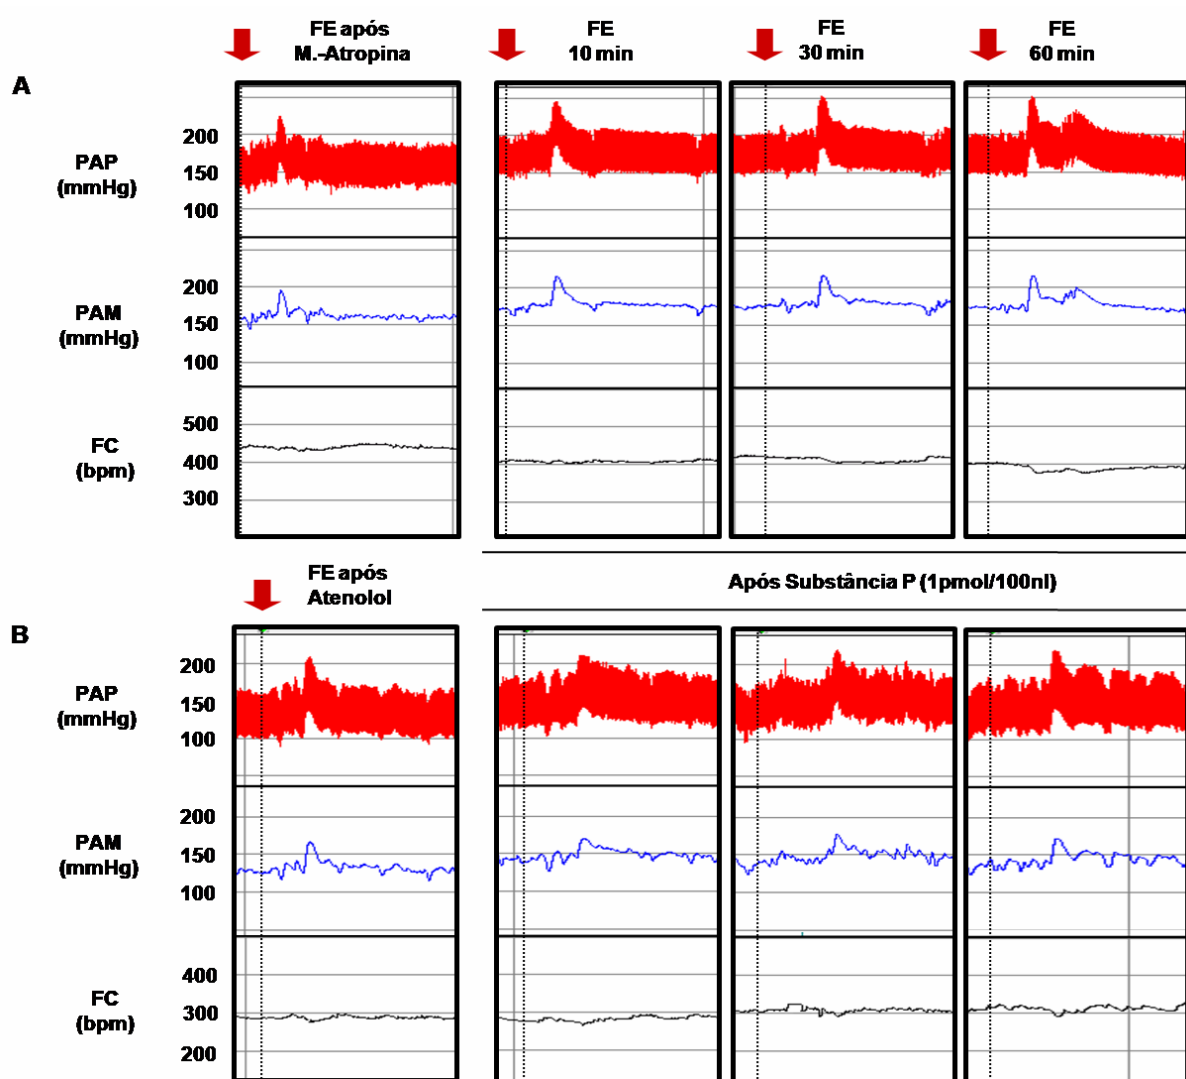 FE após
M.-Atropina
FE
10 min
FE
30 min
FE
60 min
A
PAP
(mmHg)
200
150
100
PAM
(mmHg)
200
150
100
FC
(bpm)
500
400
300
FE após
Atenolol
Após Substância P (1pmol/100nl)
B
PAP
(mmHg)
200
150
100
PAM
(mmHg)
200
150
100
FC
(bpm)
400
300
200